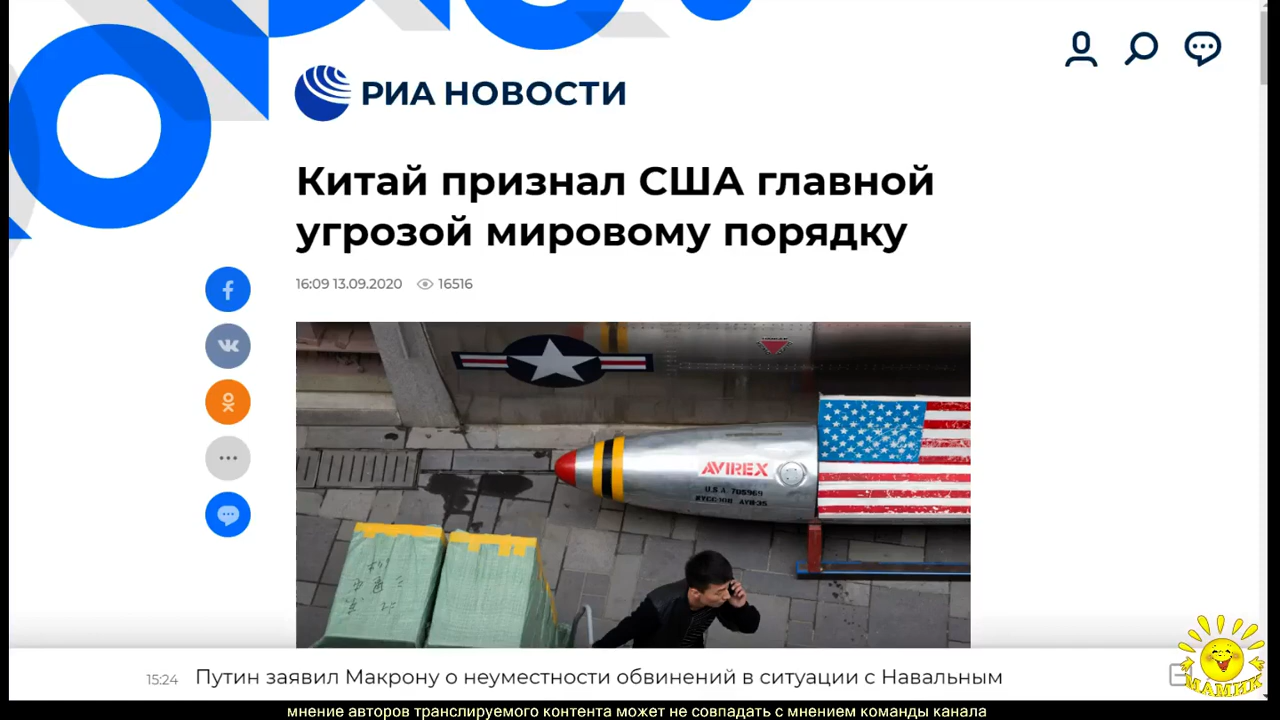 РИА НОВОСТИ
Китай признал США главной
угрозой мировому порядку
16:09 13.09.2020 16516
AVIREX
U.S.A. 705969
15:24 Путин заявил Макрону о неуместности обвинений в ситуации с Навальным
МАМИК
мнение авторов транслируемого контента может не совпадать с мнением команды канала